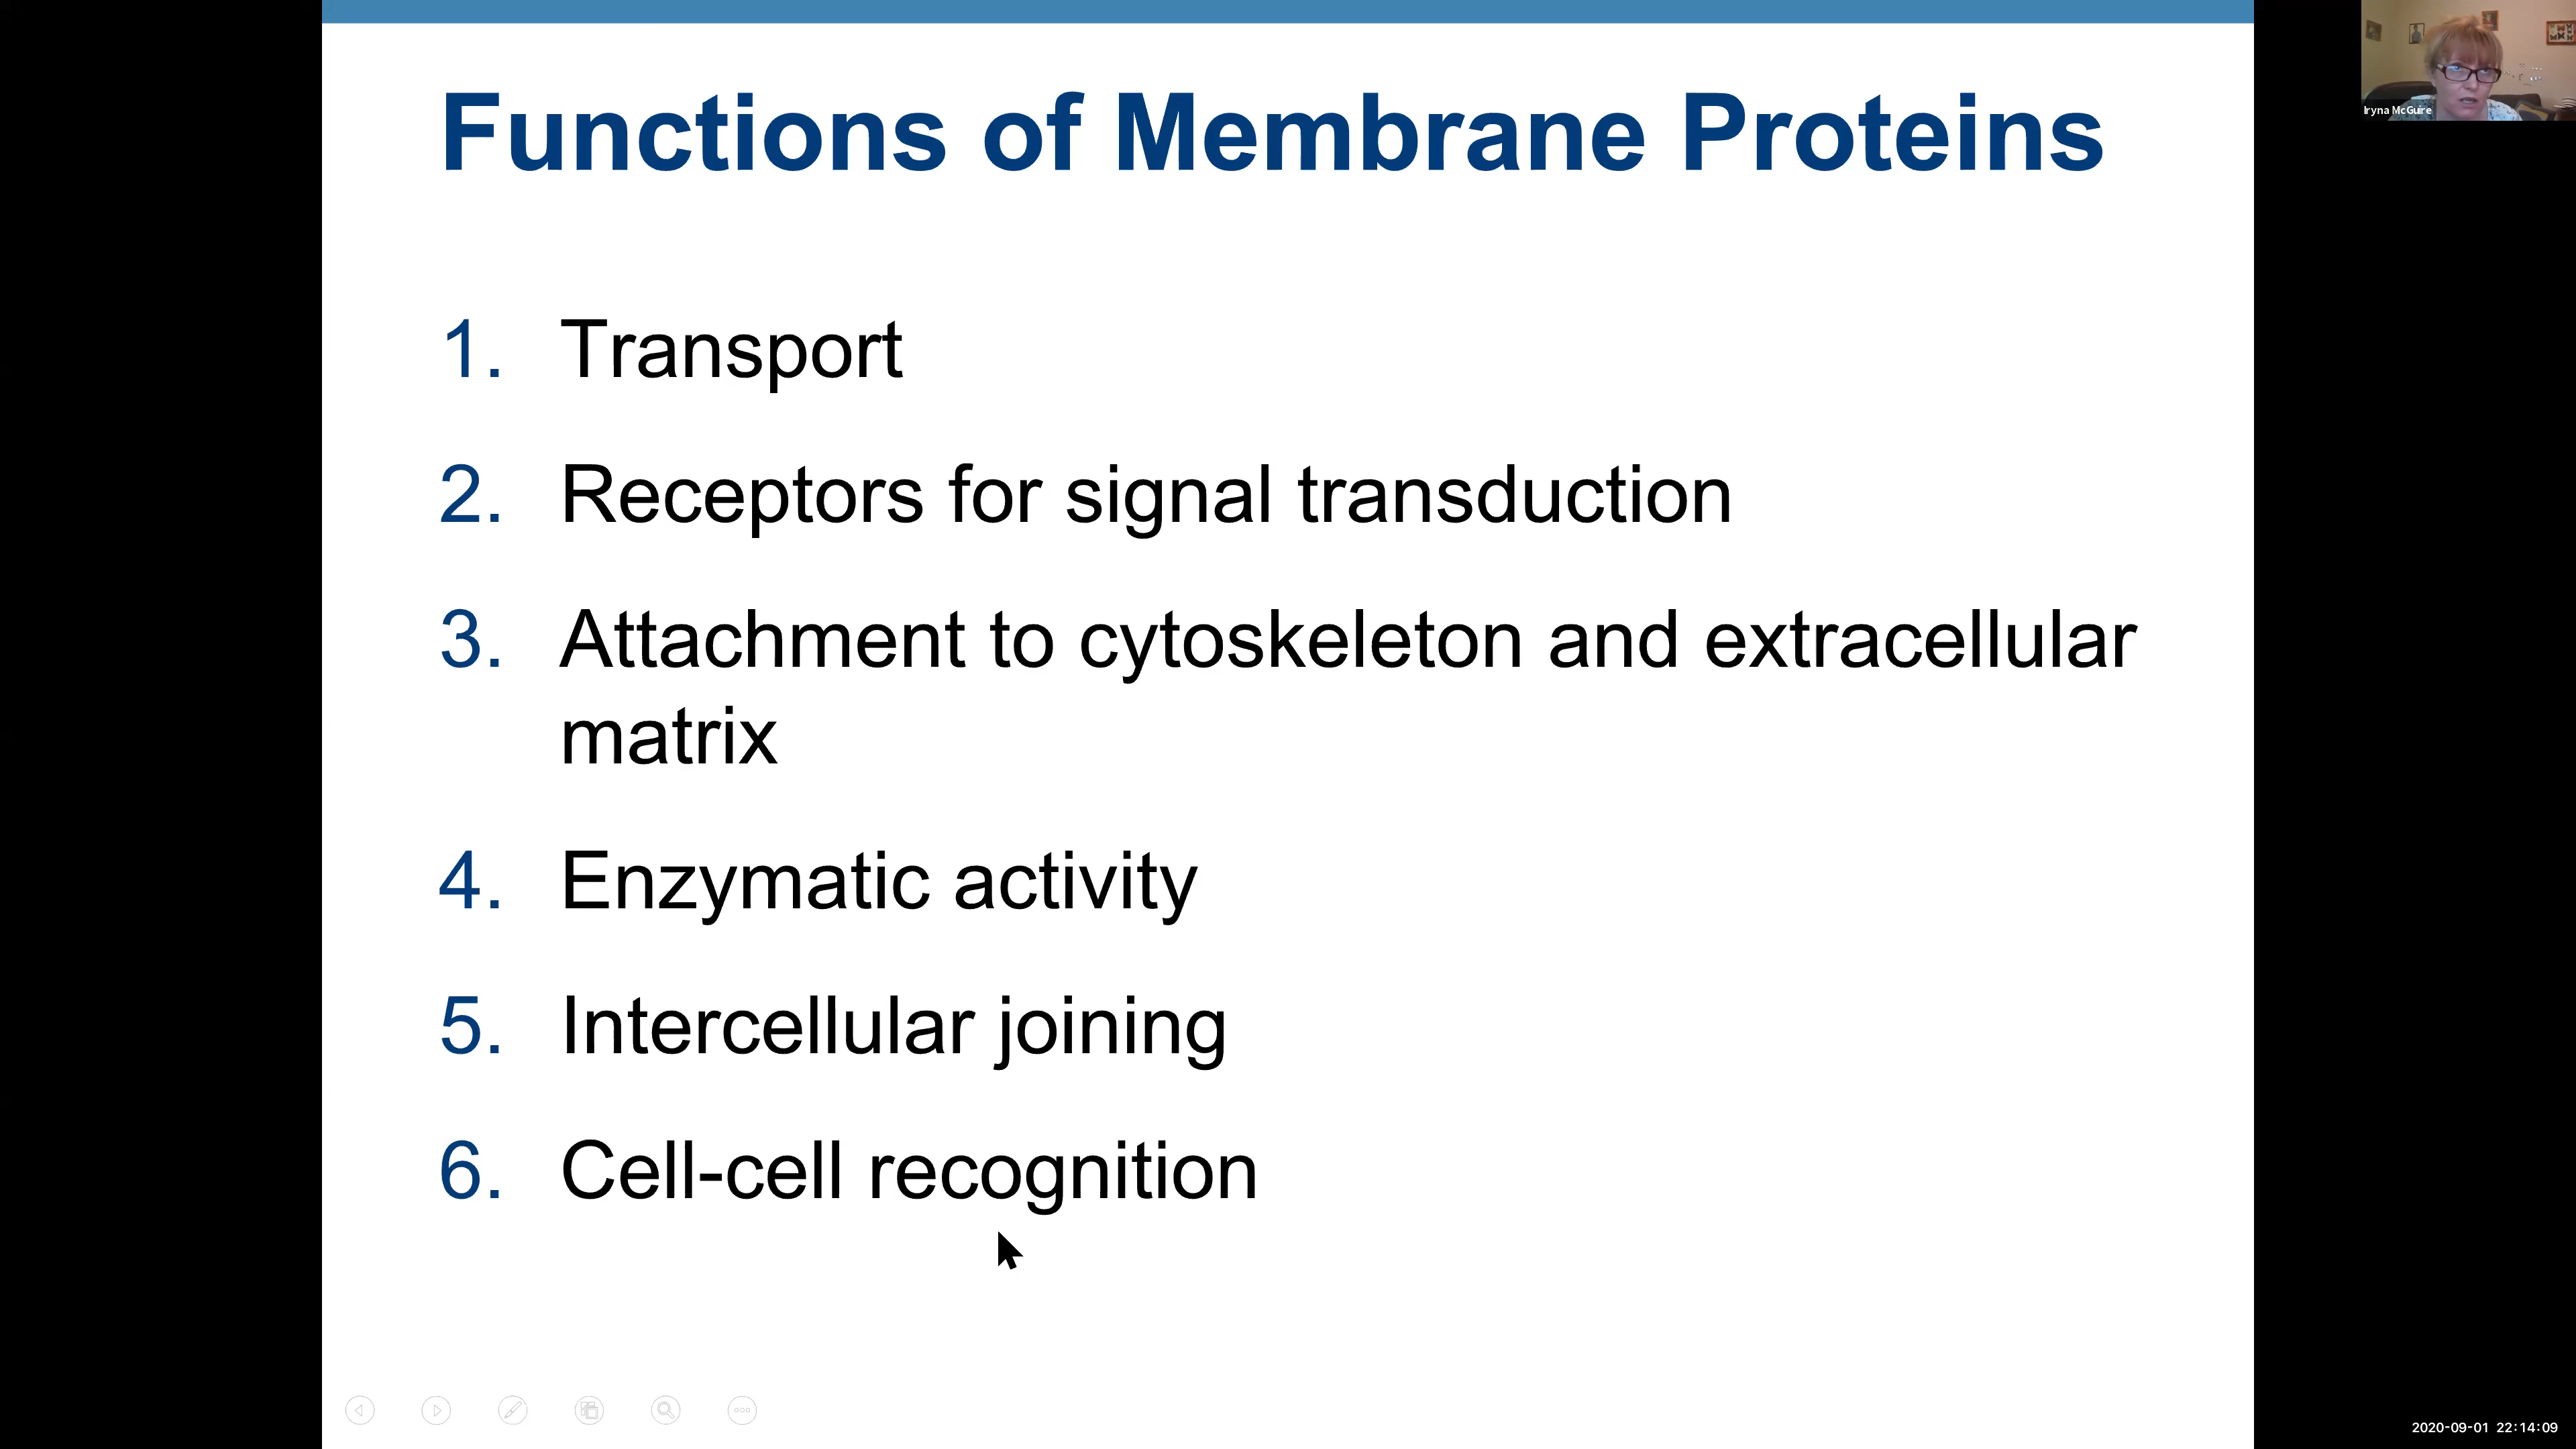 Functions of Membrane Proteins
Iryna McGuire
1. Transport
2. Receptors for signal transduction
3. Attachment to cytoskeleton and extracellular
matrix
4. Enzymatic activity
5. Intercellular joining
6. Cell-cell recognition
2020-09-01 22:14:09